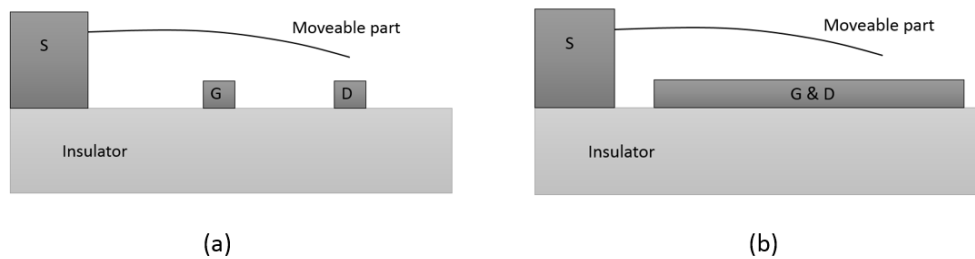 S
Moveable part
G
D
Insulator
(a)
S
Moveable part
G & D
Insulator
(b)